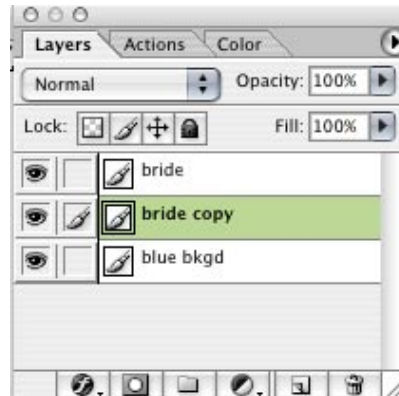 Layers Actions Color
Normal Opacity: 100%
Lock: Fill: 100%
bride
bride copy
blue bkgd